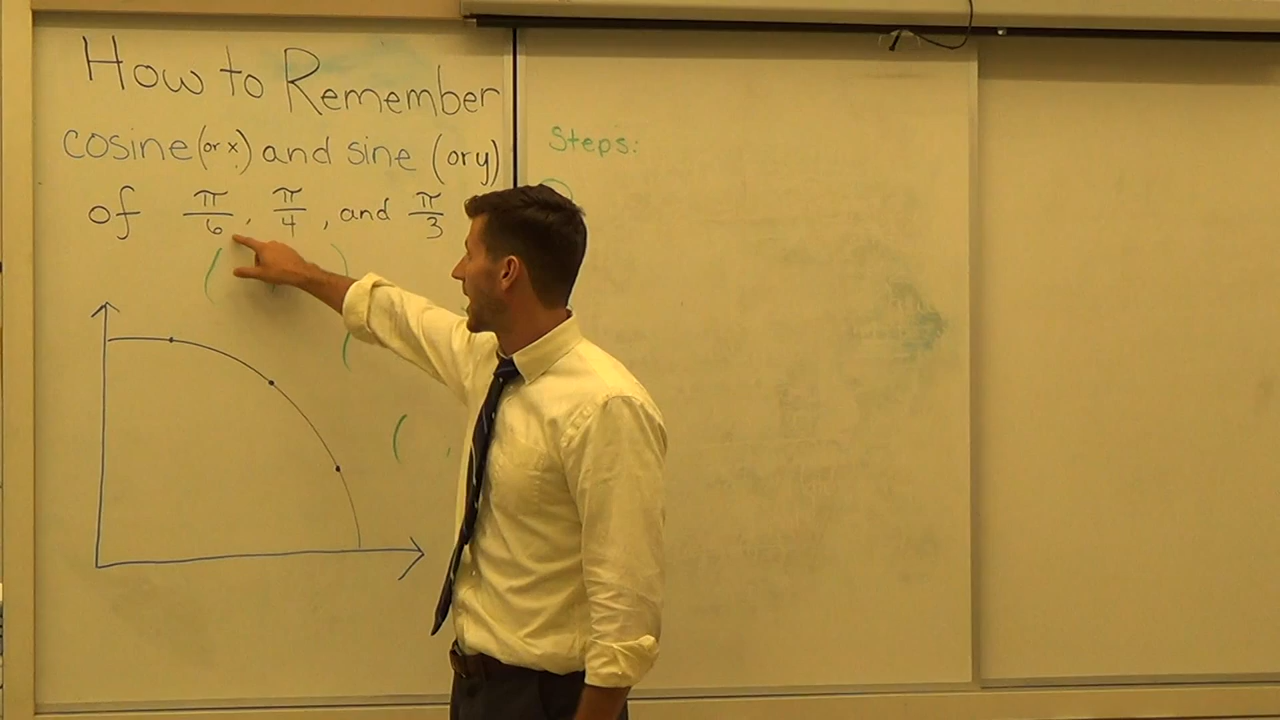 How to Remember
cosine (or x) and sine (or y)
of π/6, π/4, and π/3
Steps: